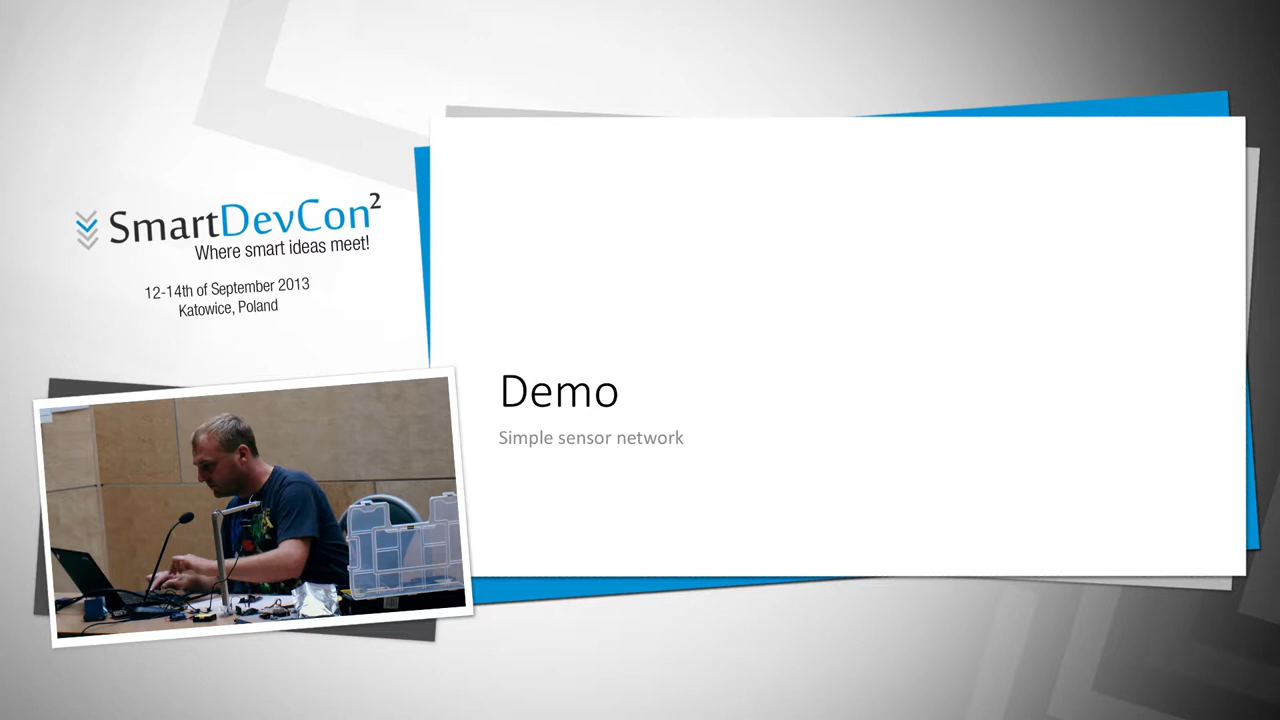 SmartDevCon²
Where smart ideas meet!
12-14th of September 2013
Katowice, Poland
Demo
Simple sensor network